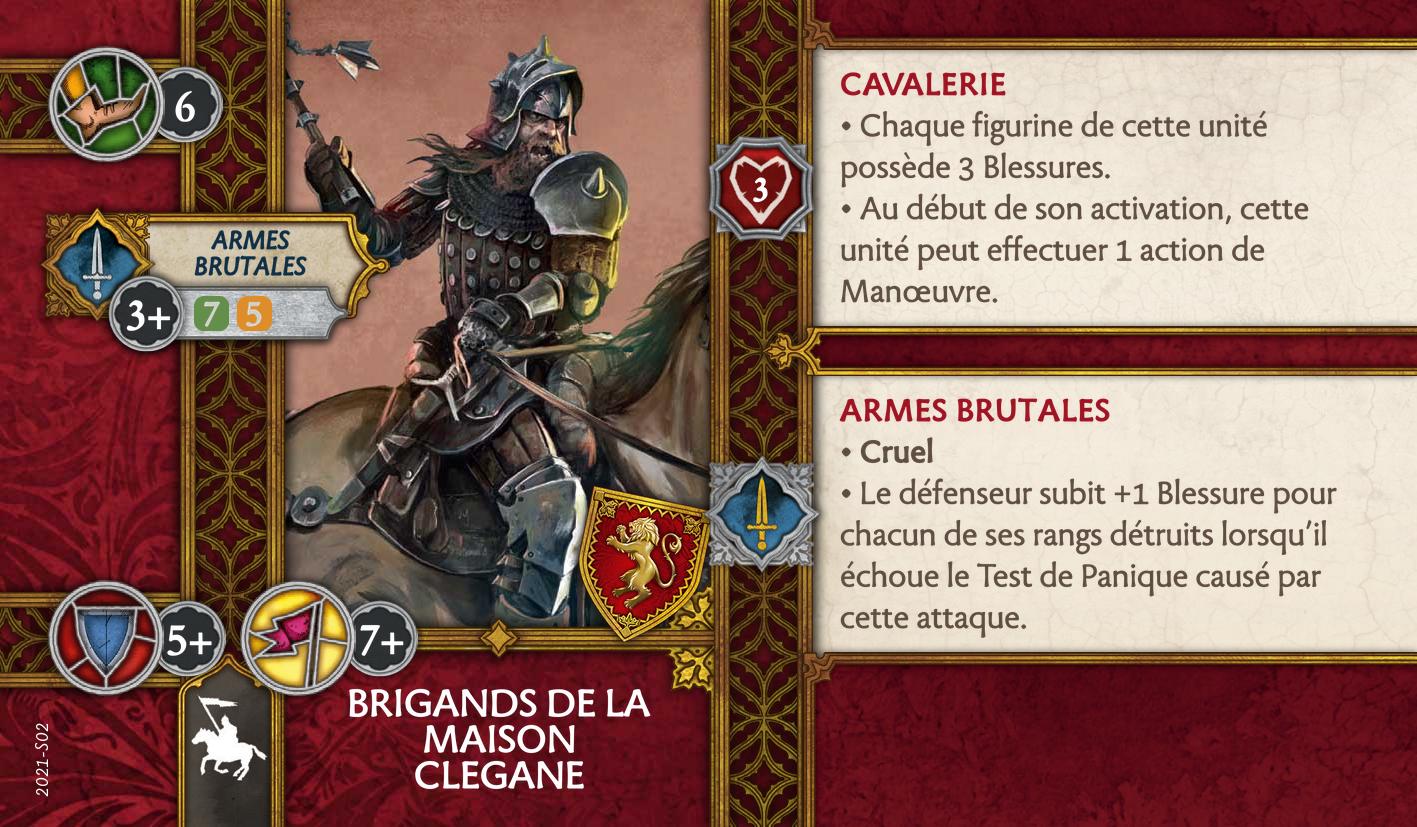 6
ARMES
BRUTALES
3+ 7 5
5+ 7+
BRIGANDS DE LA
MAISON
CLEGANE
2021-S02
3
CAVALERIE
• Chaque figurine de cette unité
possède 3 Blessures.
• Au début de son activation, cette
unité peut effectuer 1 action de
Manœuvre.
ARMES BRUTALES
• Cruel
• Le défenseur subit +1 Blessure pour
chacun de ses rangs détruits lorsqu’il
échoue le Test de Panique causé par
cette attaque.